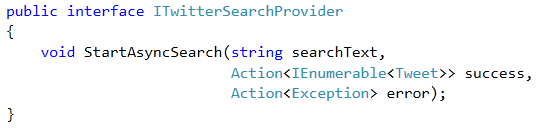 public interface ITwitterSearchProvider
{
    void StartAsyncSearch(string searchText,
                          Action<IEnumerable<Tweet>> success,
                          Action<Exception> error);
}